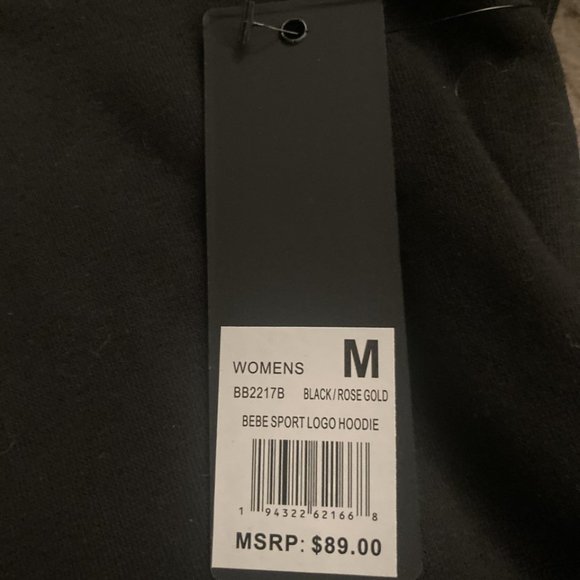 WOMENS M
BB2217B BLACK/ROSE GOLD
BEBE SPORT LOGO HOODIE
1 94322 62166 8
MSRP: $89.00